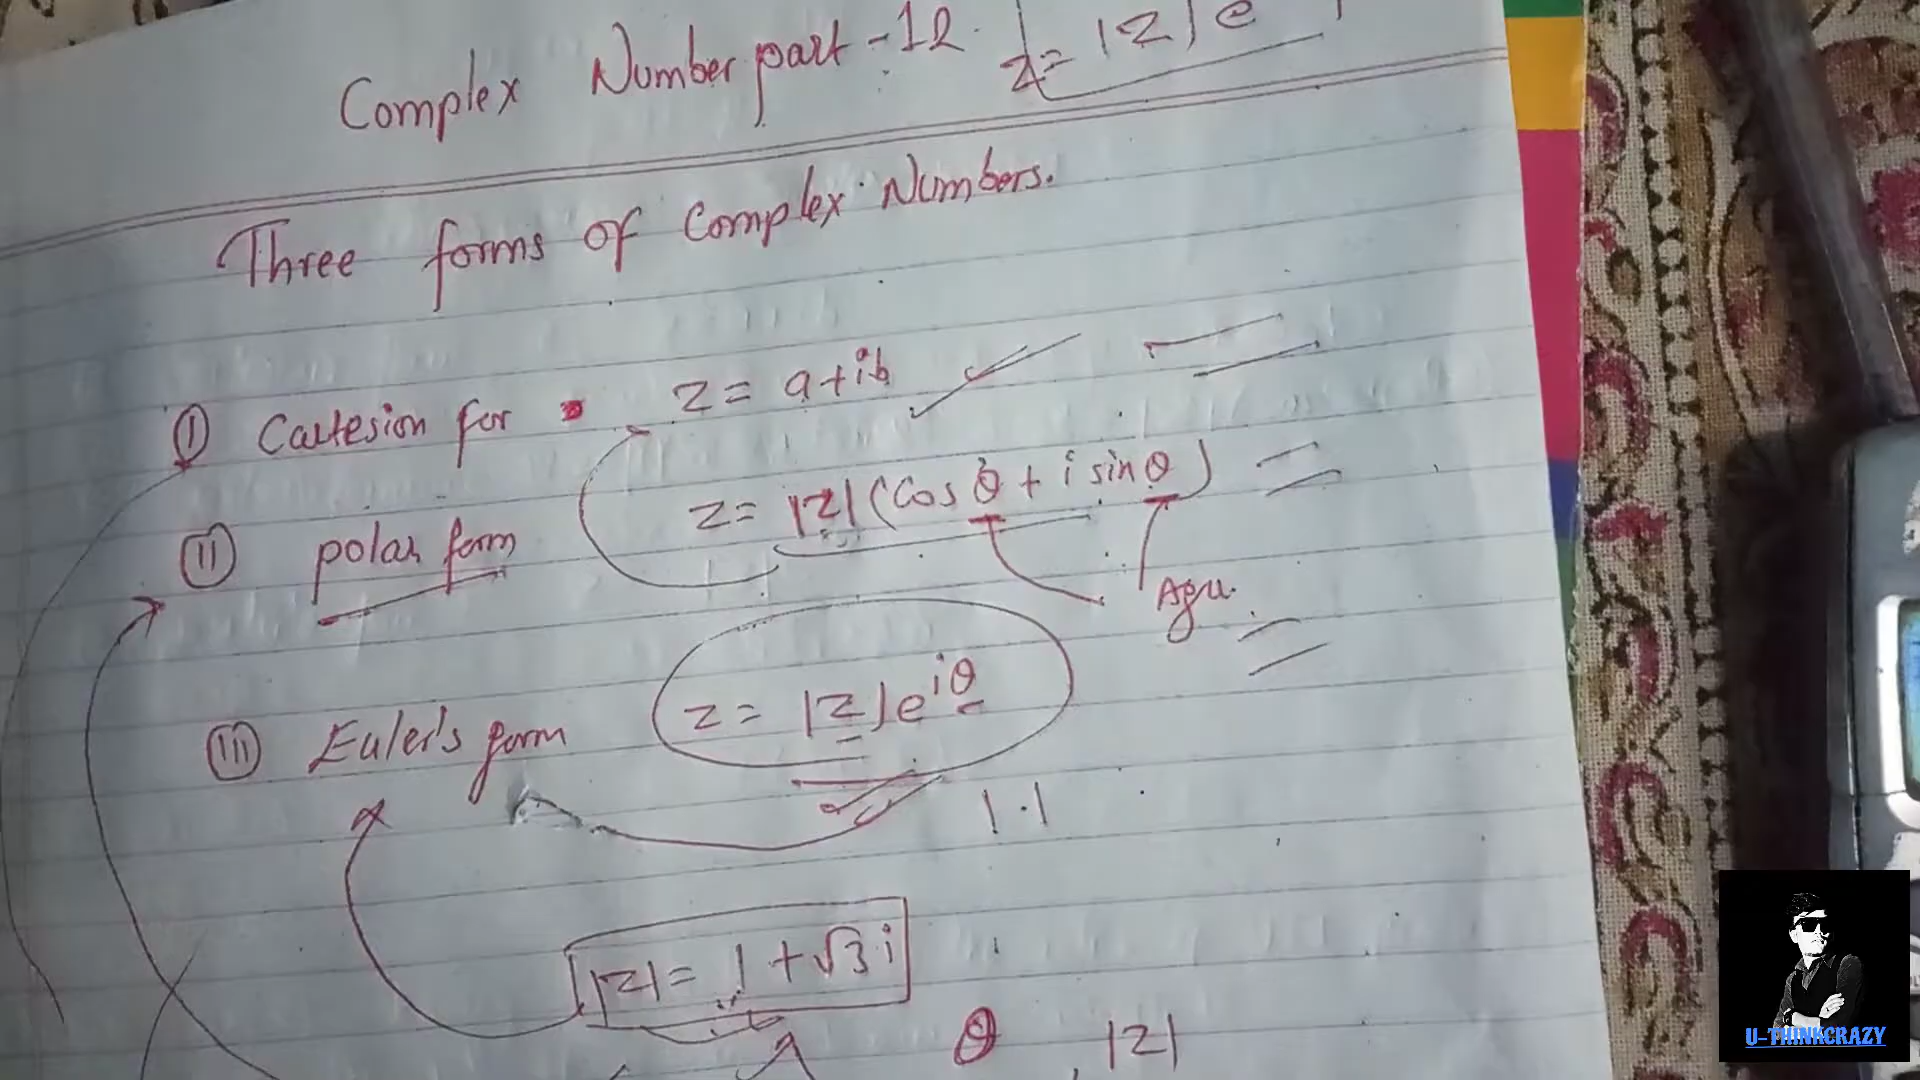 Complex Number part - 12.
z = |z| e
Three forms of Complex Numbers.
(I) Cartesion for z = a+ib
(II) polar form z = |z| (Cos θ + i sin θ)
Agu.
(III) Euler's form z = |z| e^{iθ}
|·|
|z| = 1 + √3 i
θ , |z|
U-THINKCRAZY